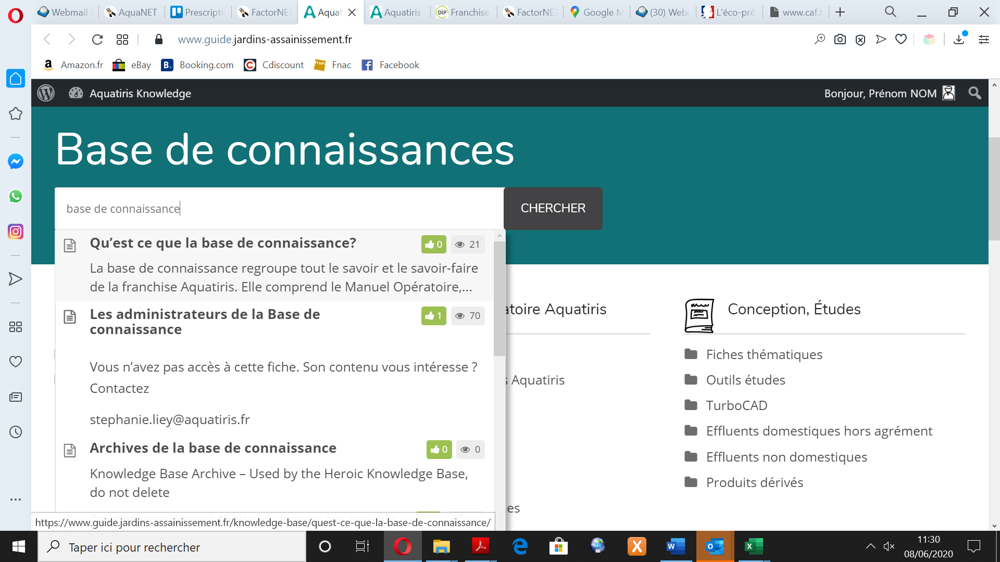 Webmail
AquaNET
Prescripti
FactorNE
Aquat
Aquatiris
Franchise
FactorNE
Google M
(30) Web
L'éco-prê
www.caf.f
www.guide.jardins-assainissement.fr
Amazon.fr
eBay
Booking.com
Cdiscount
Fnac
Facebook
Aquatiris Knowledge
Bonjour, Prénom NOM
Base de connaissances
base de connaissance
CHERCHER
Qu’est ce que la base de connaissance?
0
21
La base de connaissance regroupe tout le savoir et le savoir-faire
de la franchise Aquatiris. Elle comprend le Manuel Opératoire,...
Les administrateurs de la Base de
connaissance
1
70
Vous n’avez pas accès à cette fiche. Son contenu vous intéresse ?
Contactez
stephanie.liey@aquatiris.fr
Archives de la base de connaissance
0
0
Knowledge Base Archive – Used by the Heroic Knowledge Base,
do not delete
atoire Aquatiris
s Aquatiris
es
Conception, Études
Fiches thématiques
Outils études
TurboCAD
Effluents domestiques hors agrément
Effluents non domestiques
Produits dérivés
https://www.guide.jardins-assainissement.fr/knowledge-base/quest-ce-que-la-base-de-connaissance/
Taper ici pour rechercher
11:30
08/06/2020